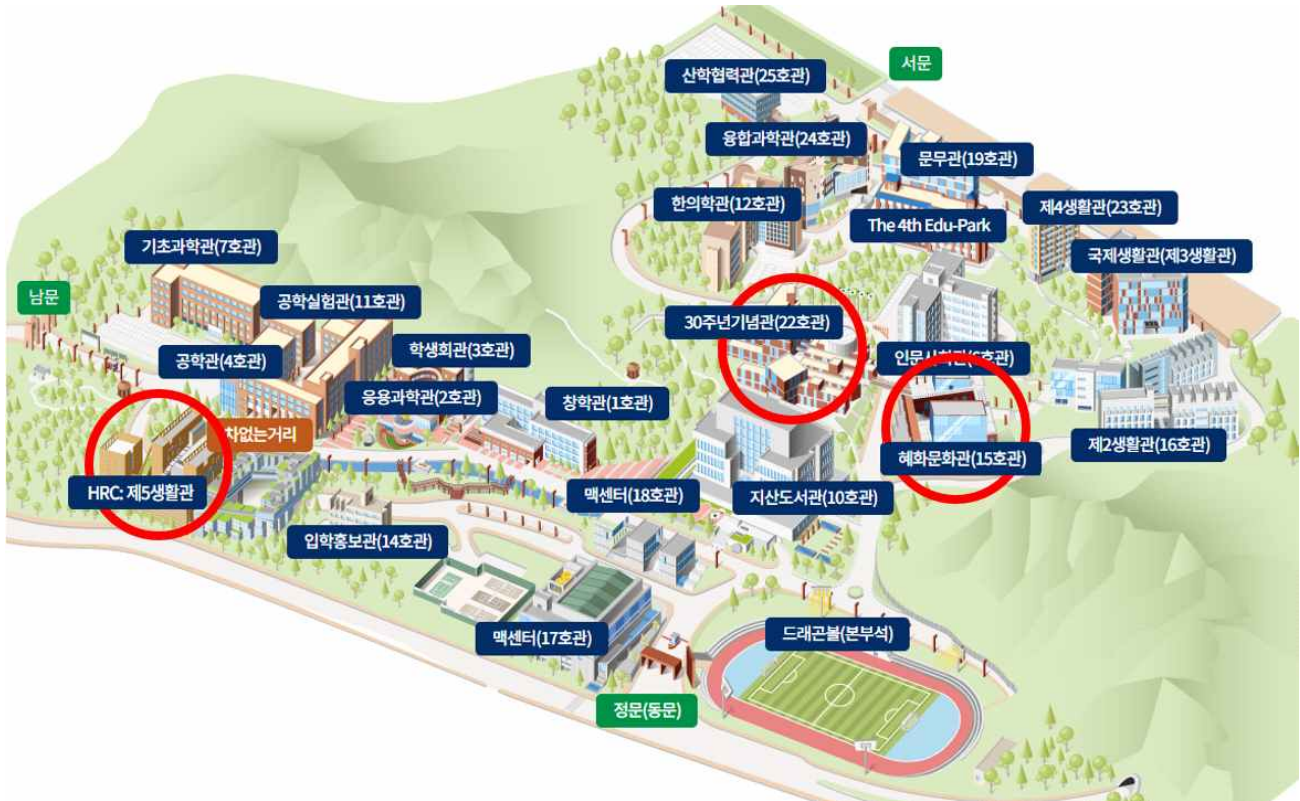 서문
산학협력관(25호관)
융합과학관(24호관)
문무관(19호관)
한의학관(12호관)
제4생활관(23호관)
The 4th Edu-Park
기초과학관(7호관)
국제생활관(제3생활관)
남문
공학실험관(11호관)
30주년기념관(22호관)
학생회관(3호관)
공학관(4호관)
인문사회관(6호관)
응용과학관(2호관)
창학관(1호관)
차없는거리
제2생활관(16호관)
혜화문화관(15호관)
HRC: 제5생활관
맥센터(18호관)
지산도서관(10호관)
입학홍보관(14호관)
맥센터(17호관)
드래곤볼(본부석)
정문(동문)